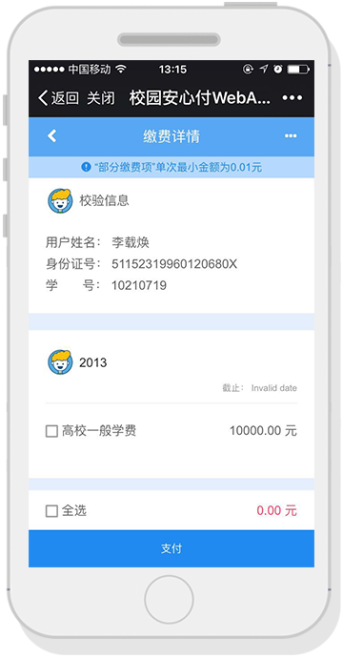 中国移动 13:15
返回 关闭 校园安心付WebA...
缴费详情
"部分缴费项"单次最小金额为0.01元
校验信息
用户姓名： 李载焕
身份证号： 51152319960120680X
学 号： 10210719
2013
截止： Invalid date
高校一般学费 10000.00 元
全选 0.00 元
支付